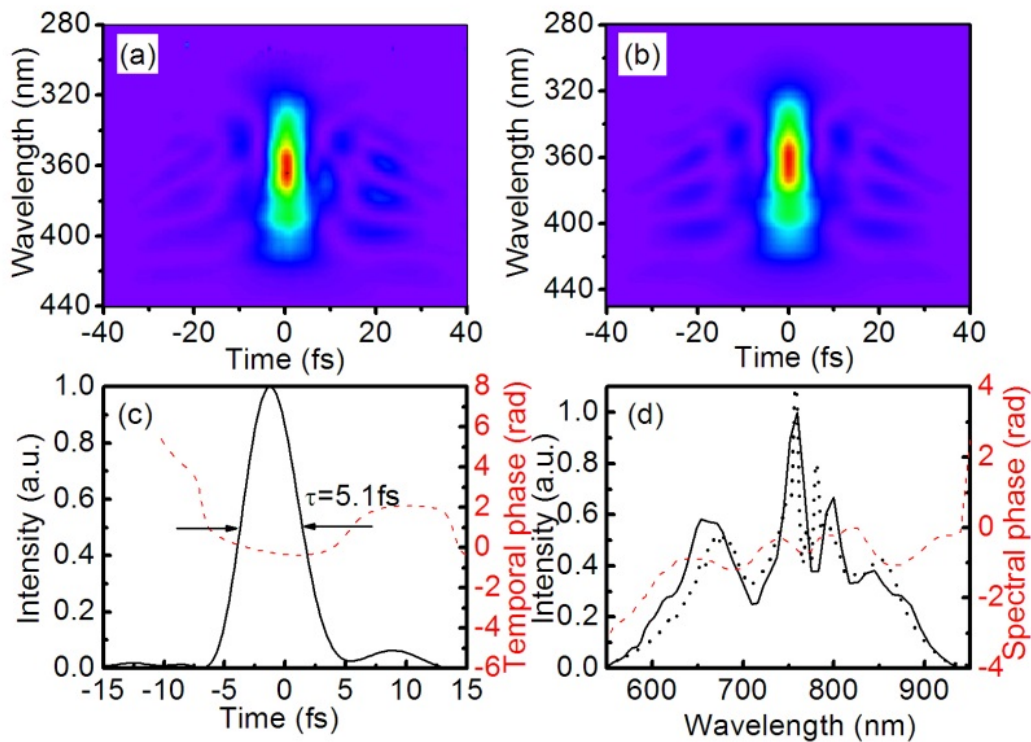 280
320
360
400
440
Wavelength (nm)
(a)
-40 -20 0 20 40
Time (fs)
280
320
360
400
440
Wavelength (nm)
(b)
-40 -20 0 20 40
Time (fs)
1.0
0.8
0.6
0.4
0.2
0.0
Intensity (a.u.)
(c)
τ=5.1fs
8
6
4
2
0
-2
-4
-6
Temporal phase (rad)
-15 -10 -5 0 5 10 15
Time (fs)
1.0
0.8
0.6
0.4
0.2
0.0
Intensity (a.u.)
(d)
4
2
0
-2
-4
Spectral phase (rad)
600 700 800 900
Wavelength (nm)